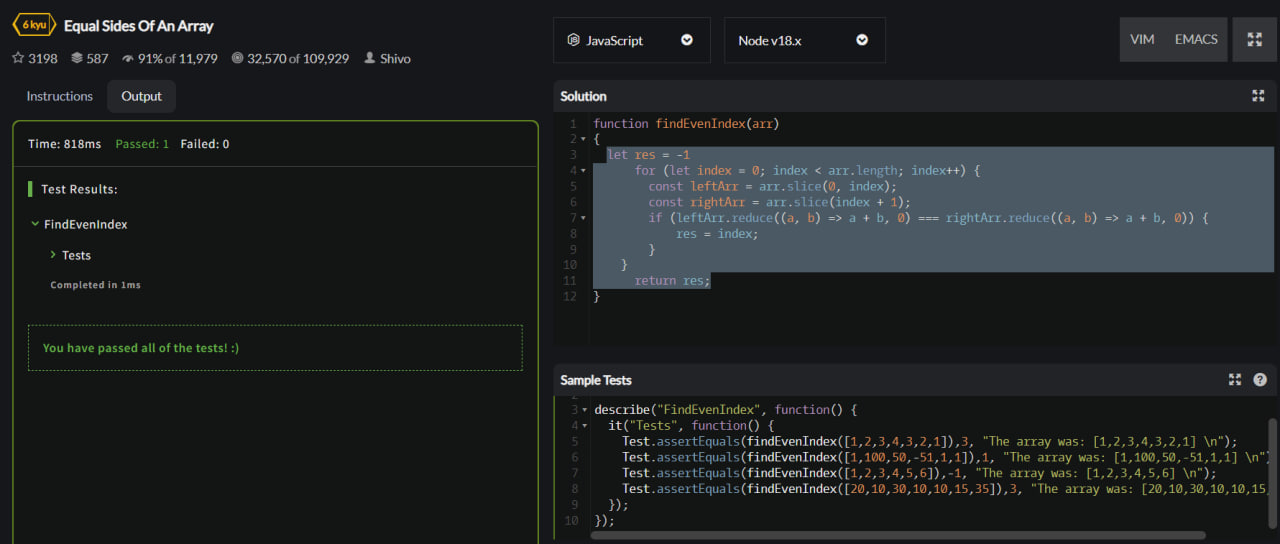 6 kyu Equal Sides Of An Array
3198 587 91% of 11,979 32,570 of 109,929 Shivo
Instructions Output
Time: 818ms Passed: 1 Failed: 0
Test Results:
FindEvenIndex
Tests
Completed in 1ms
You have passed all of the tests! :)
JavaScript Node v18.x VIM EMACS
Solution
1 function findEvenIndex(arr)
2 {
3 let res = -1
4 for (let index = 0; index < arr.length; index++) {
5 const leftArr = arr.slice(0, index);
6 const rightArr = arr.slice(index + 1);
7 if (leftArr.reduce((a, b) => a + b, 0) === rightArr.reduce((a, b) => a + b, 0)) {
8 res = index;
9 }
10 }
11 return res;
12 }
Sample Tests
2
3 describe("FindEvenIndex", function() {
4 it("Tests", function() {
5 Test.assertEquals(findEvenIndex([1,2,3,4,3,2,1]),3, "The array was: [1,2,3,4,3,2,1] \n");
6 Test.assertEquals(findEvenIndex([1,100,50,-51,1,1]),1, "The array was: [1,100,50,-51,1,1] \n")
7 Test.assertEquals(findEvenIndex([1,2,3,4,5,6]),-1, "The array was: [1,2,3,4,5,6] \n");
8 Test.assertEquals(findEvenIndex([20,10,30,10,10,15,35]),3, "The array was: [20,10,30,10,10,15,
9 });
10 });